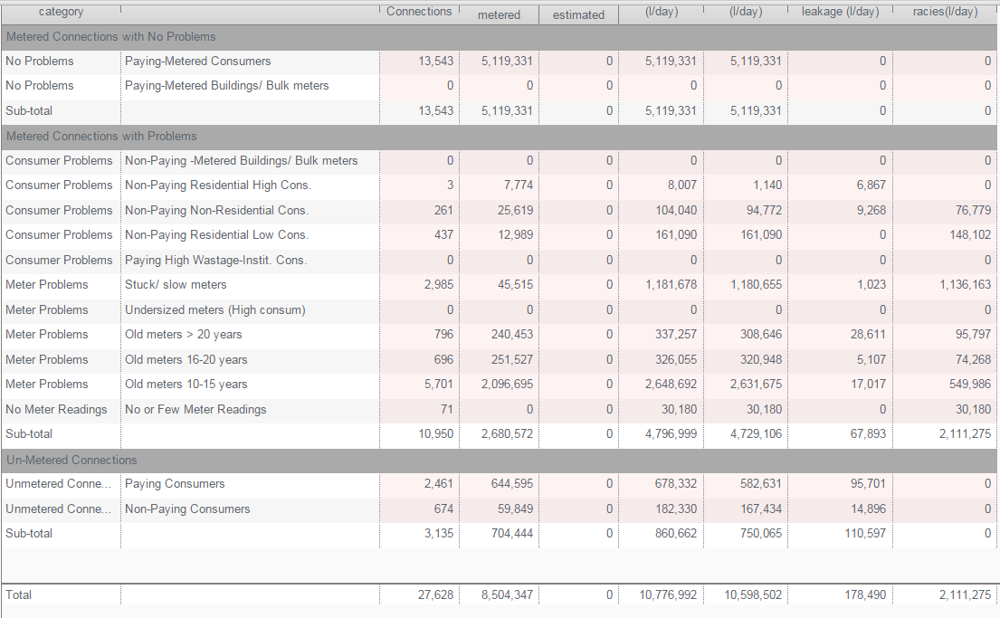 category Connections metered estimated (l/day) (l/day) leakage (l/day) racies(l/day)
Metered Connections with No Problems
No Problems Paying-Metered Consumers 13,543 5,119,331 0 5,119,331 5,119,331 0 0
No Problems Paying-Metered Buildings/ Bulk meters 0 0 0 0 0 0 0
Sub-total 13,543 5,119,331 0 5,119,331 5,119,331 0 0
Metered Connections with Problems
Consumer Problems Non-Paying -Metered Buildings/ Bulk meters 0 0 0 0 0 0 0
Consumer Problems Non-Paying Residential High Cons. 3 7,774 0 8,007 1,140 6,867 0
Consumer Problems Non-Paying Non-Residential Cons. 261 25,619 0 104,040 94,772 9,268 76,779
Consumer Problems Non-Paying Residential Low Cons. 437 12,989 0 161,090 161,090 0 148,102
Consumer Problems Paying High Wastage-Instit. Cons. 0 0 0 0 0 0 0
Meter Problems Stuck/ slow meters 2,985 45,515 0 1,181,678 1,180,655 1,023 1,136,163
Meter Problems Undersized meters (High consum) 0 0 0 0 0 0 0
Meter Problems Old meters > 20 years 796 240,453 0 337,257 308,646 28,611 95,797
Meter Problems Old meters 16-20 years 696 251,527 0 326,055 320,948 5,107 74,268
Meter Problems Old meters 10-15 years 5,701 2,096,695 0 2,648,692 2,631,675 17,017 549,986
No Meter Readings No or Few Meter Readings 71 0 0 30,180 30,180 0 30,180
Sub-total 10,950 2,680,572 0 4,796,999 4,729,106 67,893 2,111,275
Un-Metered Connections
Unmetered Conne... Paying Consumers 2,461 644,595 0 678,332 582,631 95,701 0
Unmetered Conne... Non-Paying Consumers 674 59,849 0 182,330 167,434 14,896 0
Sub-total 3,135 704,444 0 860,662 750,065 110,597 0
Total 27,628 8,504,347 0 10,776,992 10,598,502 178,490 2,111,275